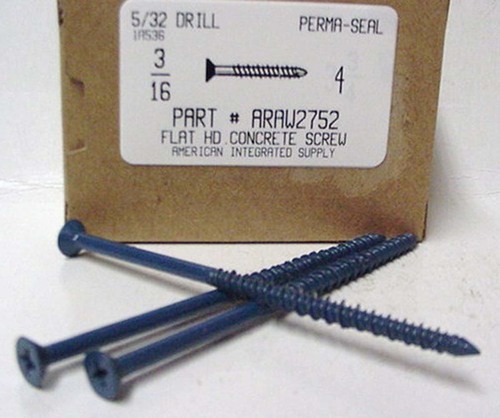 5/32 DRILL PERMA-SEAL
1A536
3
16
4
PART # ARAW2752
FLAT HD. CONCRETE SCREW
AMERICAN INTEGRATED SUPPLY